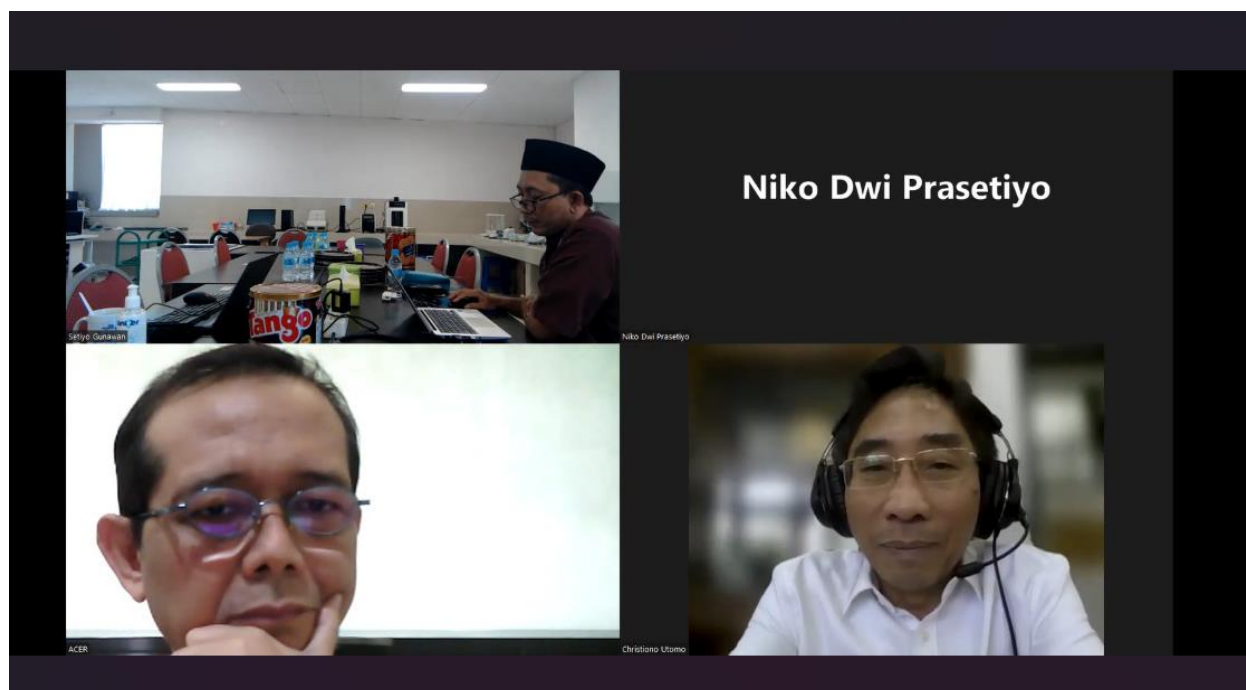 Niko Dwi Prasetiyo
Tango
Setiyo Gunawan
Niko Dwi Prasetiyo
ACER
Christiono Utomo